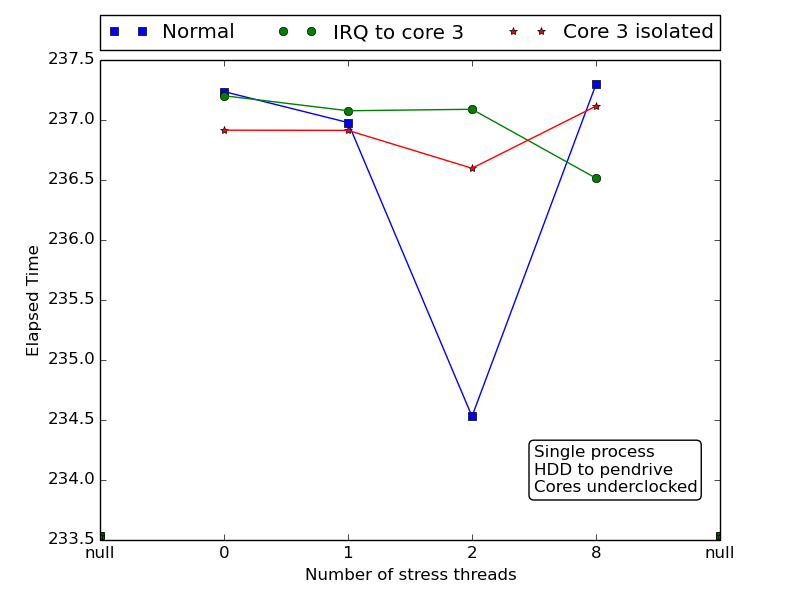 Normal IRQ to core 3 Core 3 isolated
237.5
237.0
236.5
236.0
235.5
235.0
234.5
234.0
233.5
Elapsed Time
Single process
HDD to pendrive
Cores underclocked
null 0 1 2 8 null
Number of stress threads